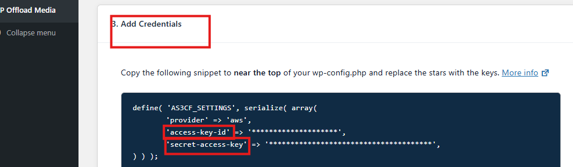 P Offload Media
Collapse menu
3. Add Credentials
Copy the following snippet to near the top of your wp-config.php and replace the stars with the keys. More info
define( 'AS3CF_SETTINGS', serialize( array(
'provider' => 'aws',
'access-key-id' => '********************',
'secret-access-key' => '****************************************',
) ) );